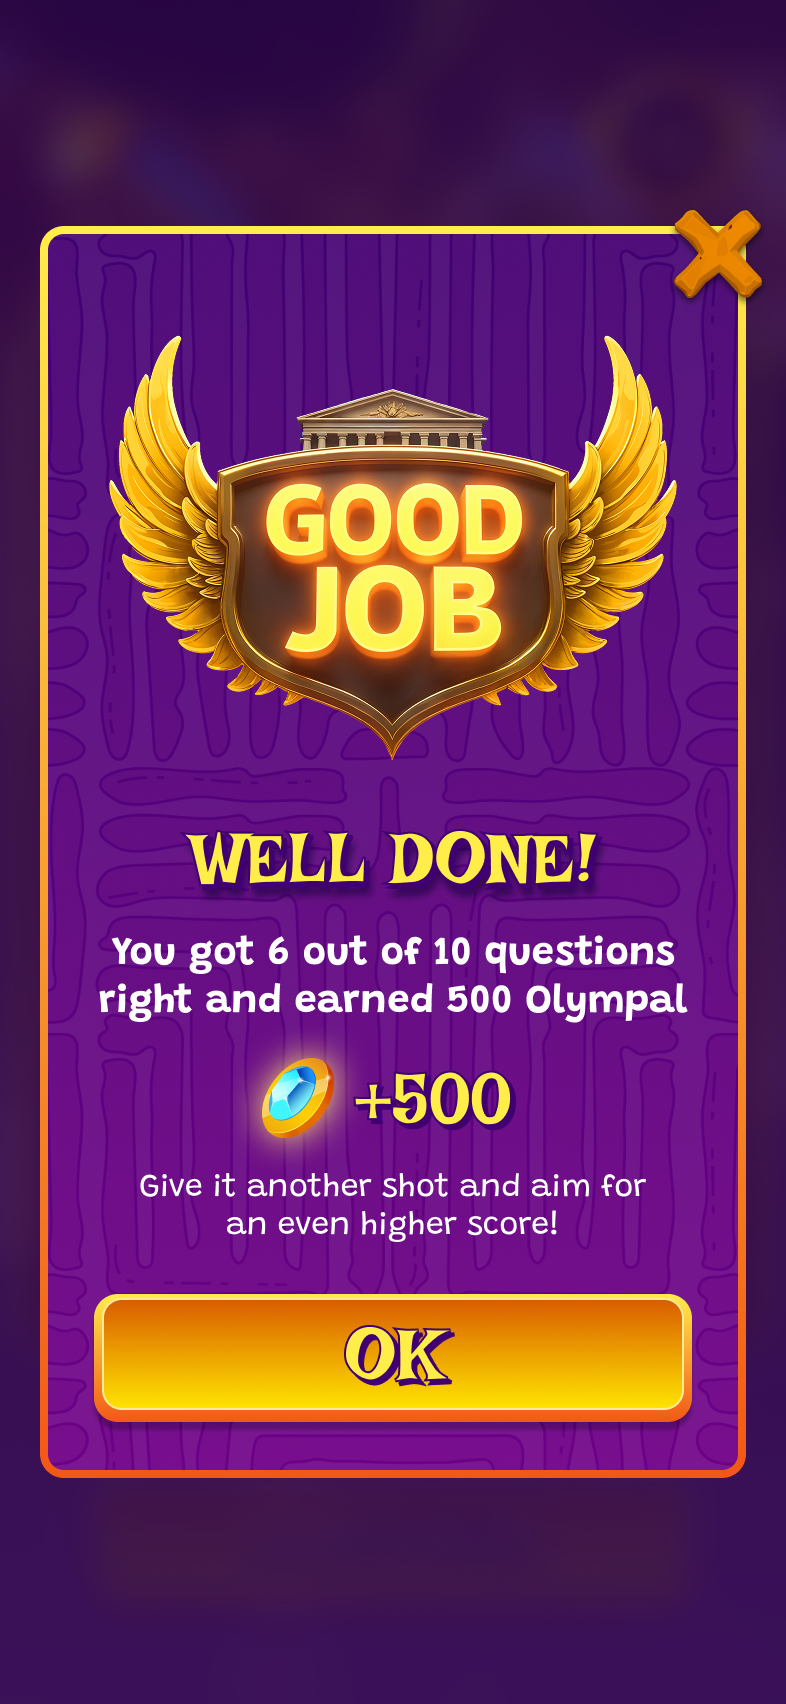 GOOD
JOB
WELL DONE!
You got 6 out of 10 questions
right and earned 500 Olympal
+500
Give it another shot and aim for
an even higher score!
OK